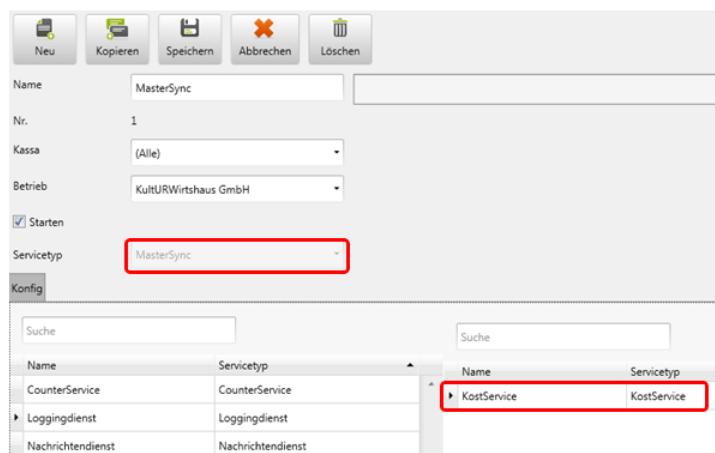 Neu Kopieren Speichern Abbrechen Löschen
Name MasterSync
Nr. 1
Kassa (Alle)
Betrieb KultURWirtshaus GmbH
Starten
Servicetyp MasterSync
Konfig
Suche Suche
Name Servicetyp Name Servicetyp
CounterService CounterService KostService KostService
Loggingdienst Loggingdienst
Nachrichtendienst Nachrichtendienst